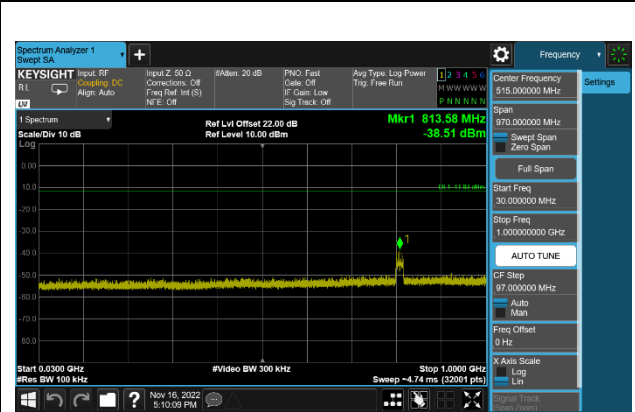 Spectrum Analyzer 1
Swept SA
+
Frequency
KEYSIGHT
RL
Input: RF
Coupling: DC
Align: Auto
Input Z: 50 Ω
Corrections: Off
Freq Ref: Int (S)
NFE: Off
#Atten: 20 dB
PNO: Fast
Gate: Off
IF Gain: Low
Sig Track: Off
Avg Type: Log-Power
Trig: Free Run
1 2 3 4 5 6
M W W W W W
P N N N N N
1 Spectrum
Scale/Div 10 dB
Log
Ref Lvl Offset 22.00 dB
Ref Level 10.00 dBm
Mkr1 813.58 MHz
-38.51 dBm
0.00
-10.0
-20.0
-30.0
-40.0
-50.0
-60.0
-70.0
-80.0
1
Start 0.0300 GHz
#Res BW 100 kHz
#Video BW 300 kHz
Stop 1.0000 GHz
Sweep ~4.74 ms (32001 pts)
Center Frequency
515.000000 MHz
Settings
Span
970.000000 MHz
Swept Span
Zero Span
Full Span
Start Freq
30.000000 MHz
Stop Freq
1.000000000 GHz
AUTO TUNE
CF Step
97.000000 MHz
Auto
Man
Freq Offset
0 Hz
X Axis Scale
Log
Lin
Signal Track
(Span Zoom)
?
Nov 16, 2022
5:10:09 PM